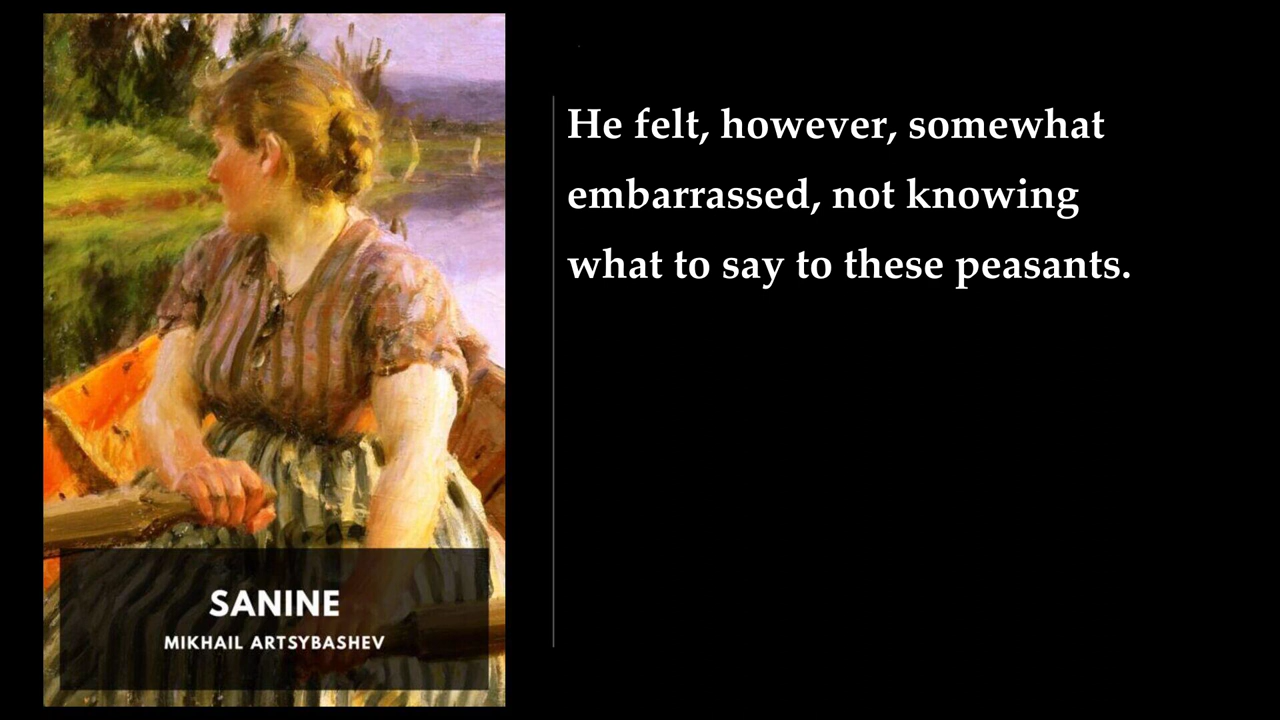 SANINE
MIKHAIL ARTSYBASHEV
He felt, however, somewhat
embarrassed, not knowing
what to say to these peasants.